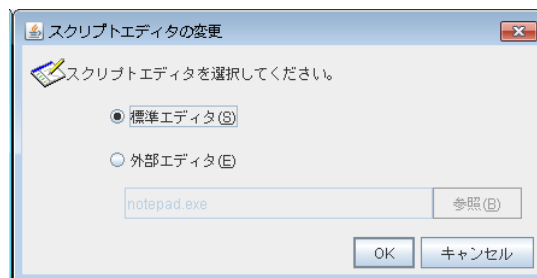 スクリプトエディタの変更
スクリプトエディタを選択してください。
標準エディタ(S)
外部エディタ(E)
notepad.exe 参照(B)
OK キャンセル